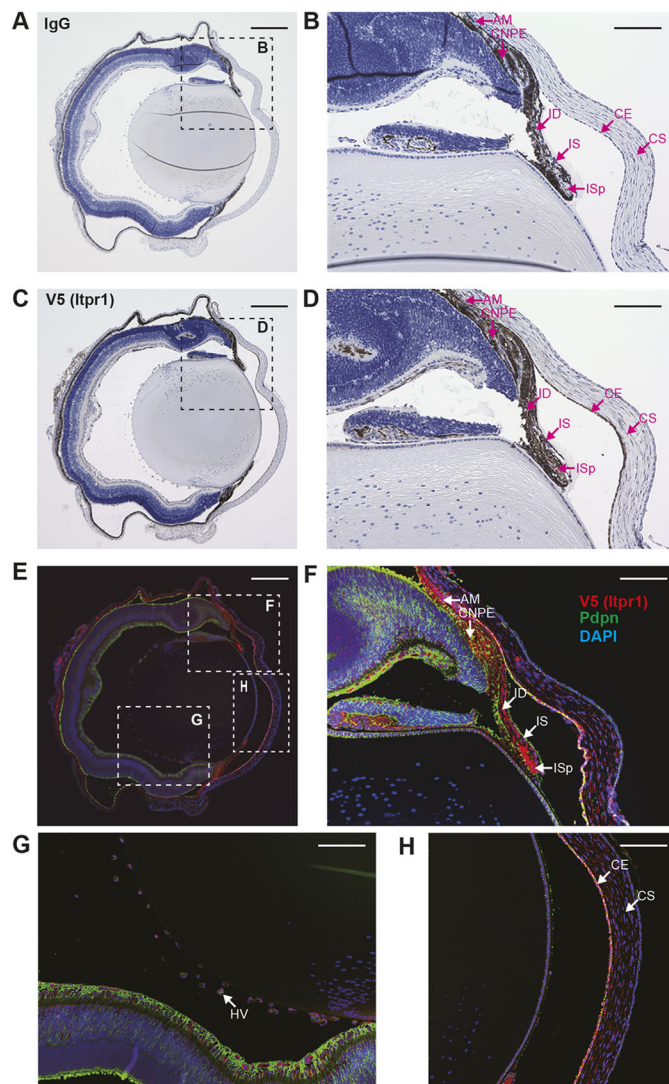 A
IgG
B
B
AM
CNPE
ID
IS
ISp
CE
CS
C
V5 (Itpr1)
D
D
AM
CNPE
ID
IS
ISp
CE
CS
E
F
H
G
F
V5 (Itpr1)
Pdpn
DAPI
AM
CNPE
ID
IS
ISp
G
HV
H
CE
CS